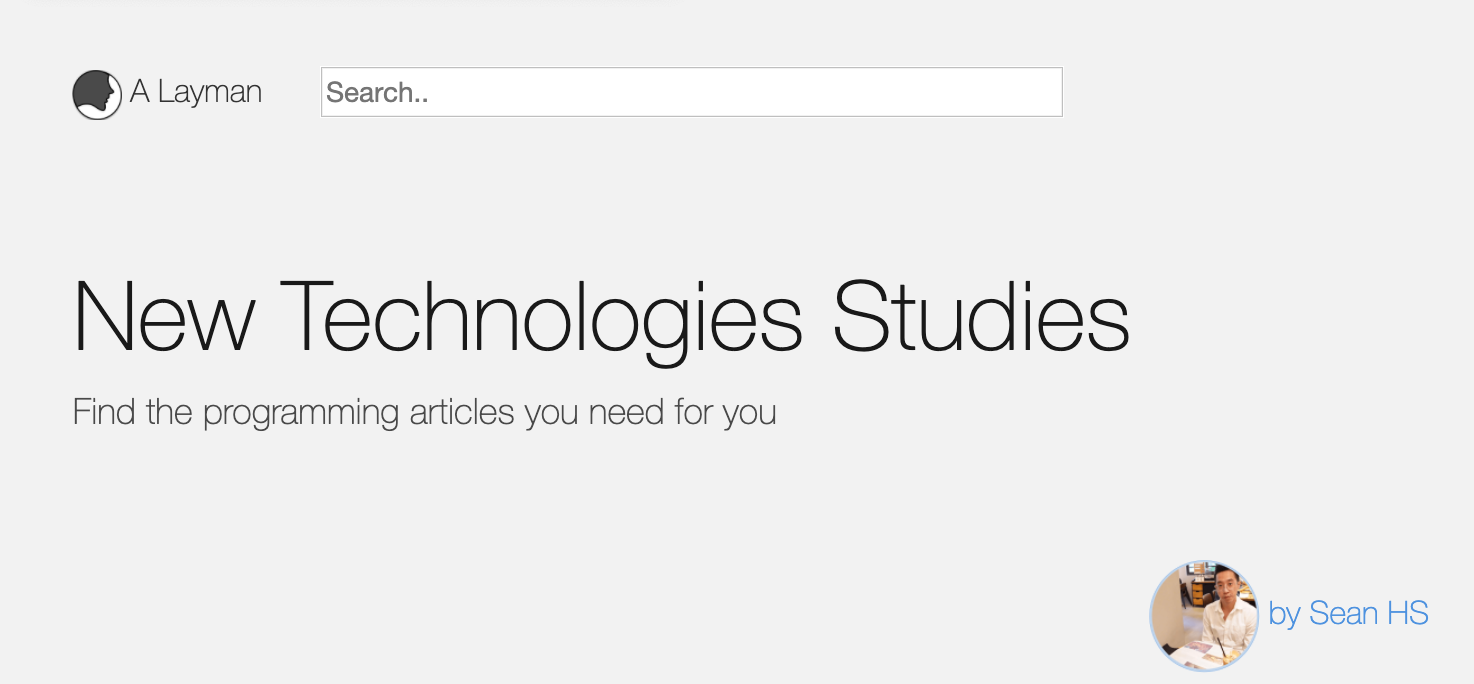 A Layman
Search..
New Technologies Studies
Find the programming articles you need for you
by Sean HS